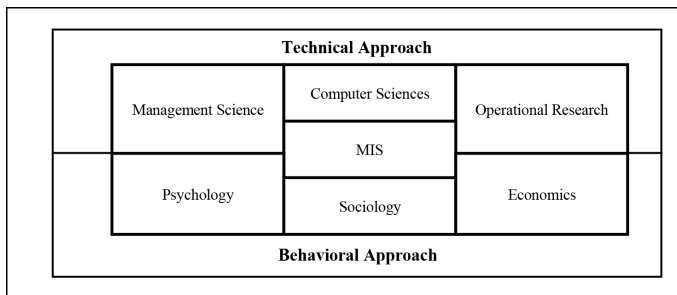 Technical Approach
Management Science
Computer Sciences
Operational Research
MIS
Psychology
Sociology
Economics
Behavioral Approach